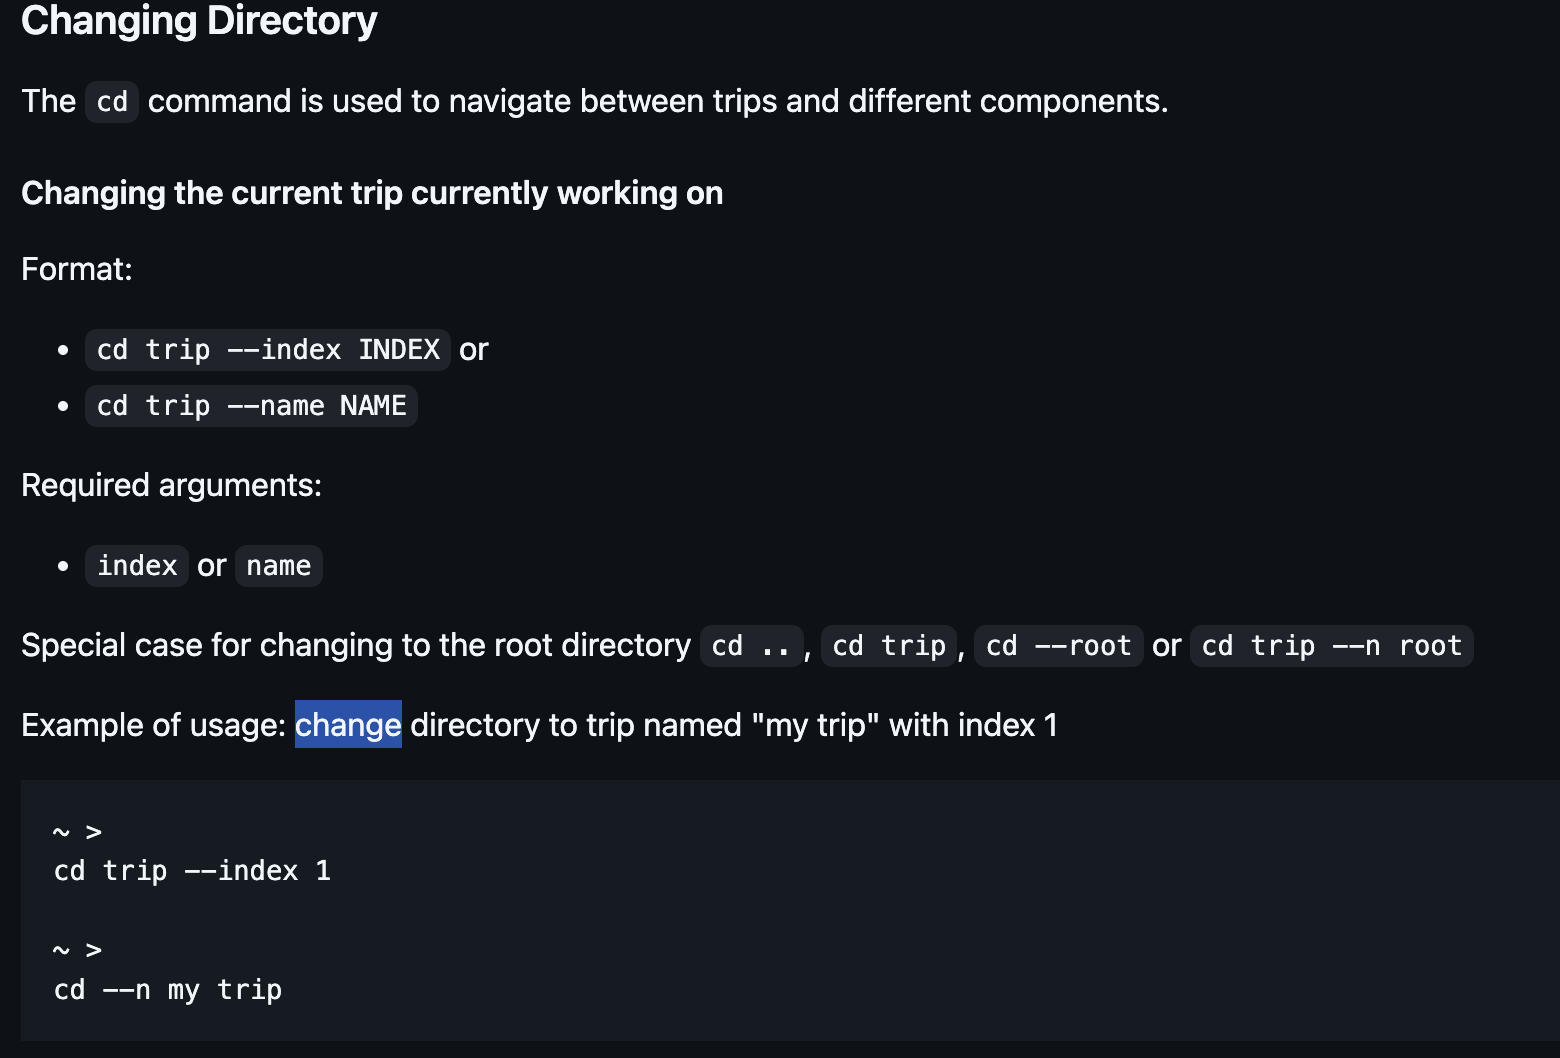 Changing Directory
The cd command is used to navigate between trips and different components.
Changing the current trip currently working on
Format:
• cd trip --index INDEX or
• cd trip --name NAME
Required arguments:
• index or name
Special case for changing to the root directory cd .., cd trip, cd --root or cd trip --n root
Example of usage: change directory to trip named "my trip" with index 1
~ >
cd trip --index 1
~ >
cd --n my trip